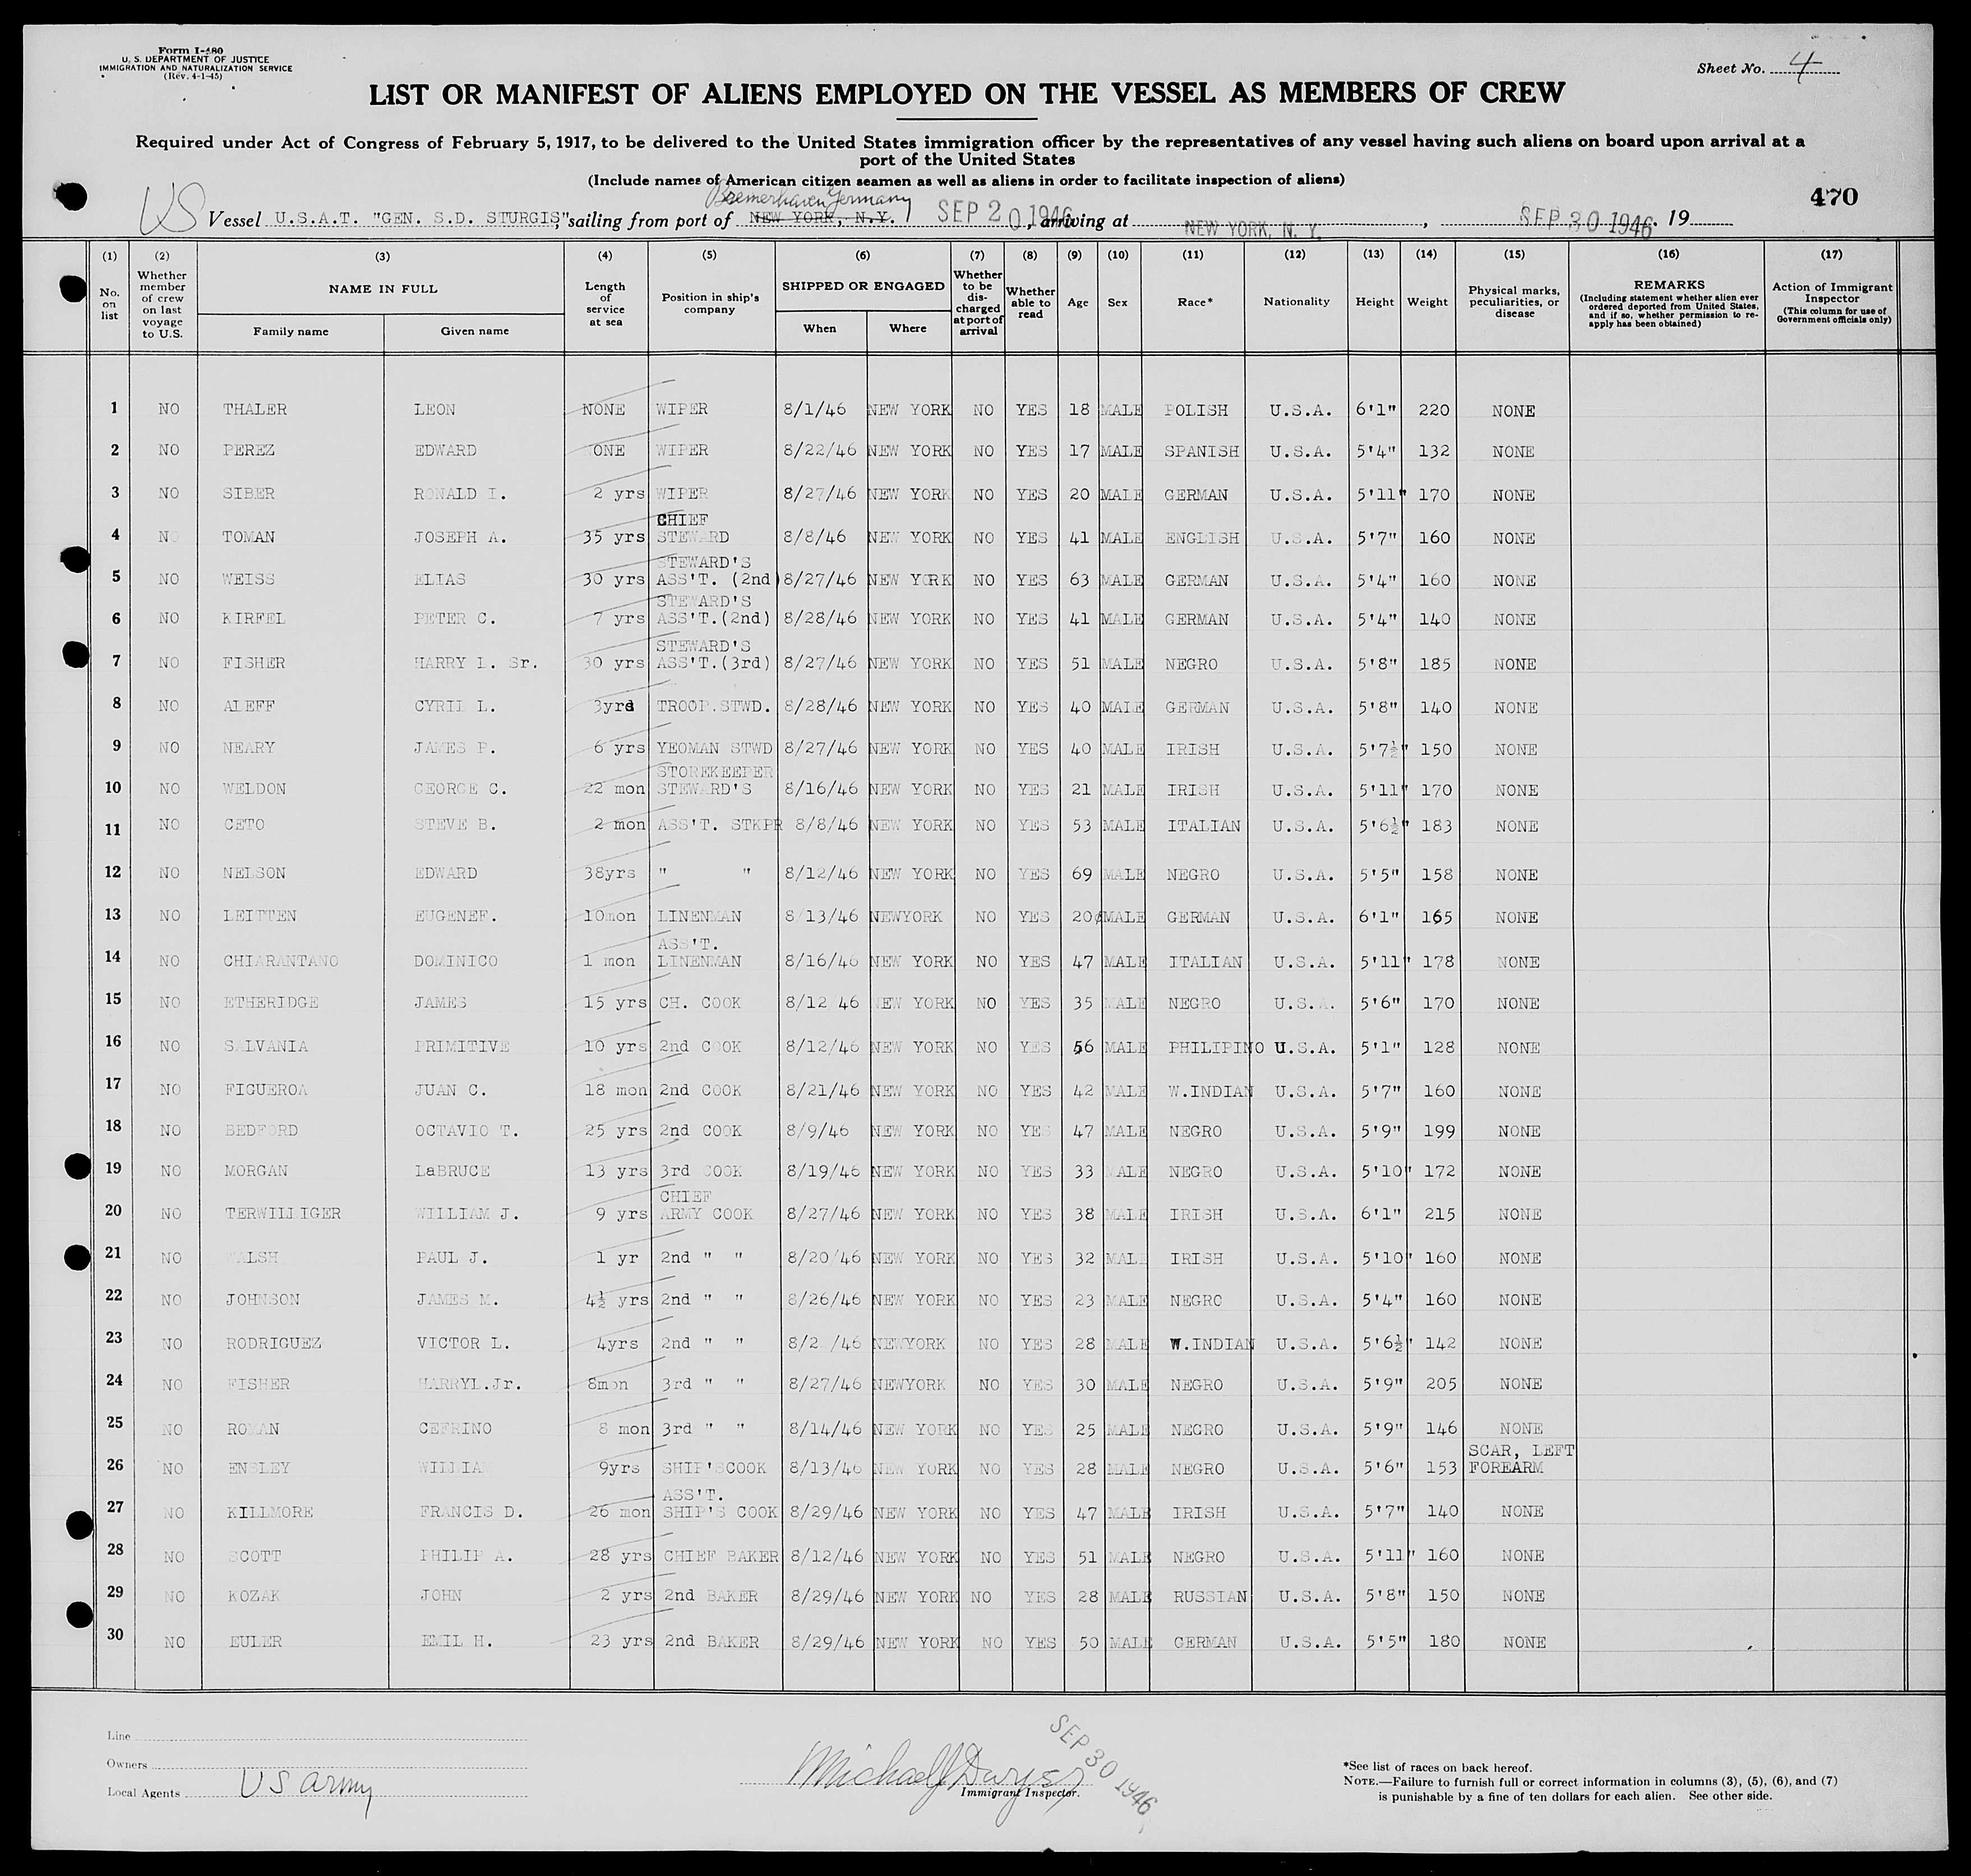 Form I-480
U. S. DEPARTMENT OF JUSTICE
IMMIGRATION AND NATURALIZATION SERVICE
(Rev. 4-1-45)
Sheet No. 4
LIST OR MANIFEST OF ALIENS EMPLOYED ON THE VESSEL AS MEMBERS OF CREW
Required under Act of Congress of February 5, 1917, to be delivered to the United States immigration officer by the representatives of any vessel having such aliens on board upon arrival at a
port of the United States
(Include names of American citizen seamen as well as aliens in order to facilitate inspection of aliens)
470
Bremerhaven Germany
US Vessel U.S.A.T. "GEN. S.D. STURGIS", sailing from port of NEW YORK, N.Y. SEP 20 1946, arriving at NEW YORK, N. Y., SEP 30 1946. 19
(1) (2) (3) (4) (5) (6) (7) (8) (9) (10) (11) (12) (13) (14) (15) (16) (17)
No. on list Whether member of crew on last voyage to U.S. NAME IN FULL Family name Given name Length of service at sea Position in ship's company SHIPPED OR ENGAGED When Where Whether to be discharged at port of arrival Whether able to read Age Sex Race* Nationality Height Weight Physical marks, peculiarities, or disease REMARKS (Including statement whether alien ever ordered deported from United States, and if so, whether permission to reapply has been obtained) Action of Immigrant Inspector (This column for use of Government officials only)
1 NO THALER LEON NONE WIPER 8/1/46 NEW YORK NO YES 18 MALE POLISH U.S.A. 6'1" 220 NONE
2 NO PEREZ EDWARD ONE WIPER 8/22/46 NEW YORK NO YES 17 MALE SPANISH U.S.A. 5'4" 132 NONE
3 NO SIBER RONALD I. 2 yrs WIPER 8/27/46 NEW YORK NO YES 20 MALE GERMAN U.S.A. 5'11" 170 NONE
4 NO TOMAN JOSEPH A. 35 yrs CHIEF STEWARD 8/8/46 NEW YORK NO YES 41 MALE ENGLISH U.S.A. 5'7" 160 NONE
5 NO WEISS ELIAS 30 yrs STEWARD'S ASS'T. (2nd) 8/27/46 NEW YORK NO YES 63 MALE GERMAN U.S.A. 5'4" 160 NONE
6 NO KIRFEL PETER C. 7 yrs STEWARD'S ASS'T.(2nd) 8/28/46 NEW YORK NO YES 41 MALE GERMAN U.S.A. 5'4" 140 NONE
7 NO FISHER HARRY L. Sr. 30 yrs STEWARD'S ASS'T.(3rd) 8/27/46 NEW YORK NO YES 51 MALE NEGRO U.S.A. 5'8" 185 NONE
8 NO ALEFF CYRIL L. 3yrs TROOP.STWD. 8/28/46 NEW YORK NO YES 40 MALE GERMAN U.S.A. 5'8" 140 NONE
9 NO NEARY JAMES P. 6 yrs YEOMAN STWD 8/27/46 NEW YORK NO YES 40 MALE IRISH U.S.A. 5'7½" 150 NONE
10 NO WELDON GEORGE C. 22 mon STOREKEEPER STEWARD'S 8/16/46 NEW YORK NO YES 21 MALE IRISH U.S.A. 5'11" 170 NONE
11 NO CETO STEVE B. 2 mon ASS'T. STKPR 8/8/46 NEW YORK NO YES 53 MALE ITALIAN U.S.A. 5'6½" 183 NONE
12 NO NELSON EDWARD 38yrs " " 8/12/46 NEW YORK NO YES 69 MALE NEGRO U.S.A. 5'5" 158 NONE
13 NO LEITTEN EUGENEF. 10mon LINENMAN 8/13/46 NEWYORK NO YES 20 MALE GERMAN U.S.A. 6'1" 165 NONE
14 NO CHIARANTANO DOMINICO 1 mon ASS'T. LINENMAN 8/16/46 NEW YORK NO YES 47 MALE ITALIAN U.S.A. 5'11" 178 NONE
15 NO ETHERIDGE JAMES 15 yrs CH. COOK 8/12 46 NEW YORK NO YES 35 MALE NEGRO U.S.A. 5'6" 170 NONE
16 NO SALVANIA PRIMITIVE 10 yrs 2nd COOK 8/12/46 NEW YORK NO YES 56 MALE PHILIPINO U.S.A. 5'1" 128 NONE
17 NO FIGUEROA JUAN C. 18 mon 2nd COOK 8/21/46 NEW YORK NO YES 42 MALE W.INDIAN U.S.A. 5'7" 160 NONE
18 NO BEDFORD OCTAVIO T. 25 yrs 2nd COOK 8/9/46 NEW YORK NO YES 47 MALE NEGRO U.S.A. 5'9" 199 NONE
19 NO MORGAN LaBRUCE 13 yrs 3rd COOK 8/19/46 NEW YORK NO YES 33 MALE NEGRO U.S.A. 5'10" 172 NONE
20 NO TERWILLIGER WILLIAM J. 9 yrs CHIEF ARMY COOK 8/27/46 NEW YORK NO YES 38 MALE IRISH U.S.A. 6'1" 215 NONE
21 NO WALSH PAUL J. 1 yr 2nd " " 8/20/46 NEW YORK NO YES 32 MALE IRISH U.S.A. 5'10" 160 NONE
22 NO JOHNSON JAMES M. 4½ yrs 2nd " " 8/26/46 NEW YORK NO YES 23 MALE NEGRO U.S.A. 5'4" 160 NONE
23 NO RODRIGUEZ VICTOR L. 4yrs 2nd " " 8/2 /46 NEWYORK NO YES 28 MALE W.INDIAN U.S.A. 5'6½" 142 NONE
24 NO FISHER HARRYL.Jr. 8mon 3rd " " 8/27/46 NEWYORK NO YES 30 MALE NEGRO U.S.A. 5'9" 205 NONE
25 NO ROMAN CEFRINO 8 mon 3rd " " 8/14/46 NEW YORK NO YES 25 MALE NEGRO U.S.A. 5'9" 146 NONE
26 NO ENSLEY WILLIAM 9yrs SHIP'SCOOK 8/13/46 NEW YORK NO YES 28 MALE NEGRO U.S.A. 5'6" 153 SCAR, LEFT FOREARM
27 NO KILLMORE FRANCIS D. 26 mon ASS'T. SHIP'S COOK 8/29/46 NEW YORK NO YES 47 MALE IRISH U.S.A. 5'7" 140 NONE
28 NO SCOTT PHILIP A. 28 yrs CHIEF BAKER 8/12/46 NEW YORK NO YES 51 MALE NEGRO U.S.A. 5'11" 160 NONE
29 NO KOZAK JOHN 2 yrs 2nd BAKER 8/29/46 NEW YORK NO YES 28 MALE RUSSIAN U.S.A. 5'8" 150 NONE
30 NO EULER EMIL H. 23 yrs 2nd BAKER 8/29/46 NEW YORK NO YES 50 MALE GERMAN U.S.A. 5'5" 180 NONE
Line
Owners
Local Agents US Army
Michael J Dwyer
Immigrant Inspector.
SEP 30 1946
*See list of races on back hereof.
NOTE.—Failure to furnish full or correct information in columns (3), (5), (6), and (7)
is punishable by a fine of ten dollars for each alien. See other side.